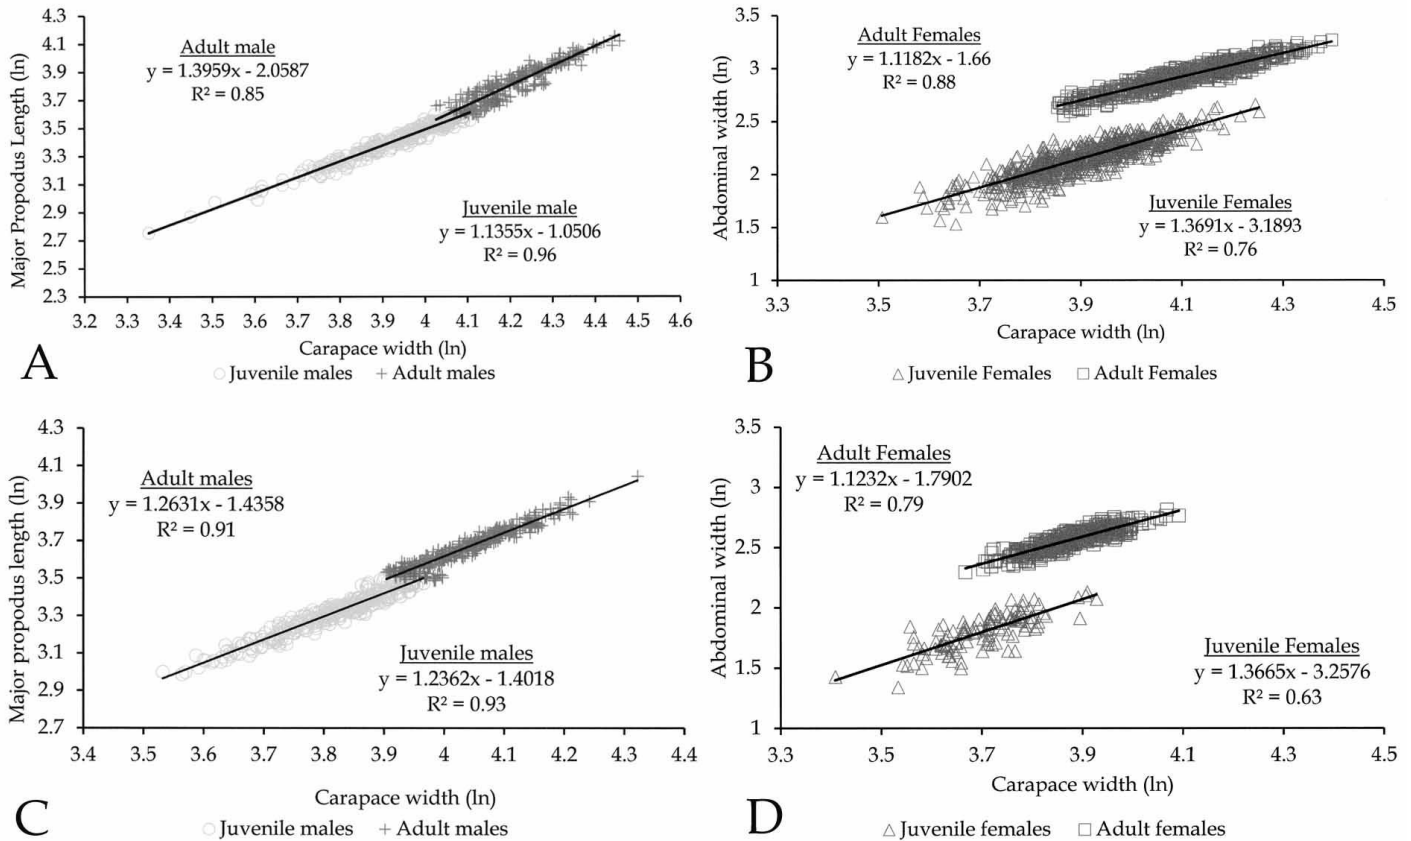 4.3
4.1
3.9
3.7
3.5
3.3
3.1
2.9
2.7
2.5
2.3
Major Propodus Length (ln)
Adult male
y = 1.3959x - 2.0587
R² = 0.85
Juvenile male
y = 1.1355x - 1.0506
R² = 0.96
3.2 3.3 3.4 3.5 3.6 3.7 3.8 3.9 4 4.1 4.2 4.3 4.4 4.5 4.6
Carapace width (ln)
A
Juvenile males Adult males
3.5
3
2.5
2
1.5
1
Abdominal width (ln)
Adult Females
y = 1.1182x - 1.66
R² = 0.88
Juvenile Females
y = 1.3691x - 3.1893
R² = 0.76
3.3 3.5 3.7 3.9 4.1 4.3 4.5
Carapace width (ln)
B
Juvenile Females Adult Females
4.3
4.1
3.9
3.7
3.5
3.3
3.1
2.9
2.7
Major propodus length (ln)
Adult males
y = 1.2631x - 1.4358
R² = 0.91
Juvenile males
y = 1.2362x - 1.4018
R² = 0.93
3.4 3.5 3.6 3.7 3.8 3.9 4 4.1 4.2 4.3 4.4
Carapace width (ln)
C
Juvenile males Adult males
3.5
3
2.5
2
1.5
1
Abdominal width (ln)
Adult Females
y = 1.1232x - 1.7902
R² = 0.79
Juvenile Females
y = 1.3665x - 3.2576
R² = 0.63
3.3 3.5 3.7 3.9 4.1 4.3 4.5
Carapace width (ln)
D
Juvenile females Adult females